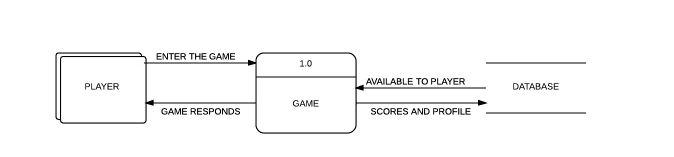 ENTER THE GAME
1.0
PLAYER
AVAILABLE TO PLAYER
DATABASE
GAME
GAME RESPONDS
SCORES AND PROFILE